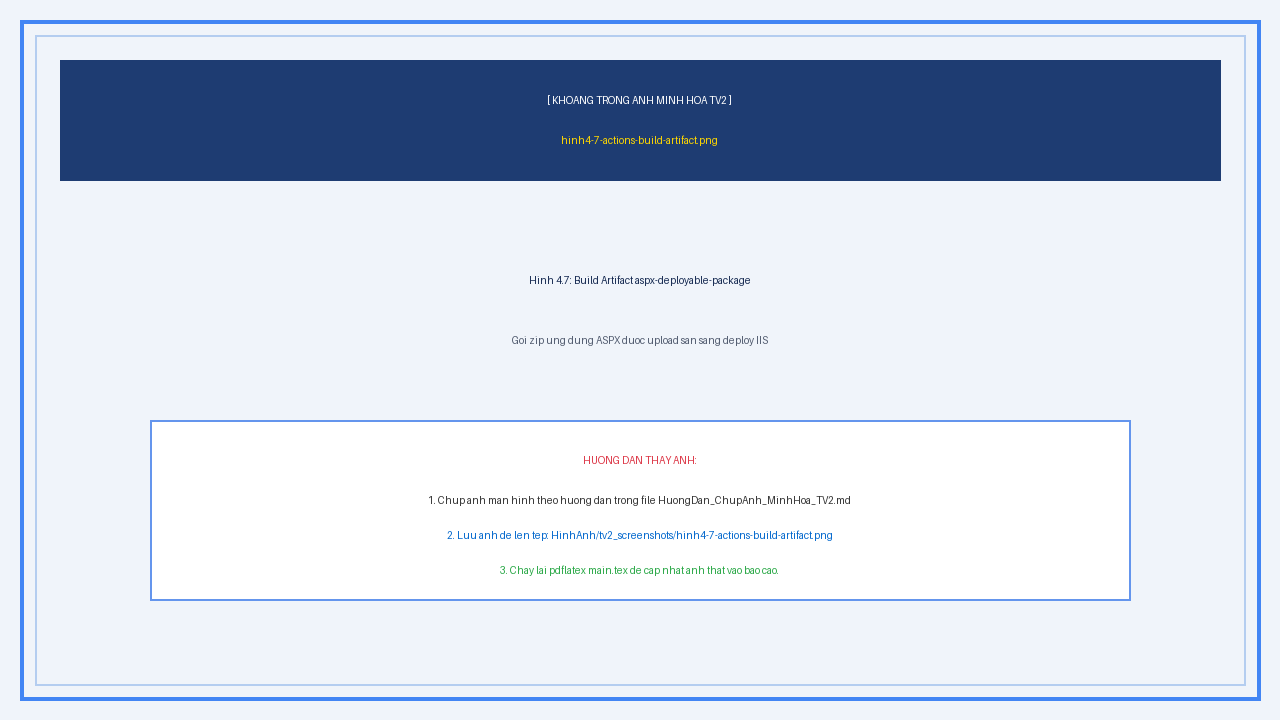 [ KHOANG TRONG ANH MINH HOA TV2 ]
hinh4-7-actions-build-artifact.png
Hinh 4.7: Build Artifact aspx-deployable-package
Goi zip ung dung ASPX duoc upload san sang deploy IIS
HUONG DAN THAY ANH:
1. Chup anh man hinh theo huong dan trong file HuongDan_ChupAnh_MinhHoa_TV2.md
2. Luu anh de len tep: HinhAnh/tv2_screenshots/hinh4-7-actions-build-artifact.png
3. Chay lai pdflatex main.tex de cap nhat anh that vao bao cao.